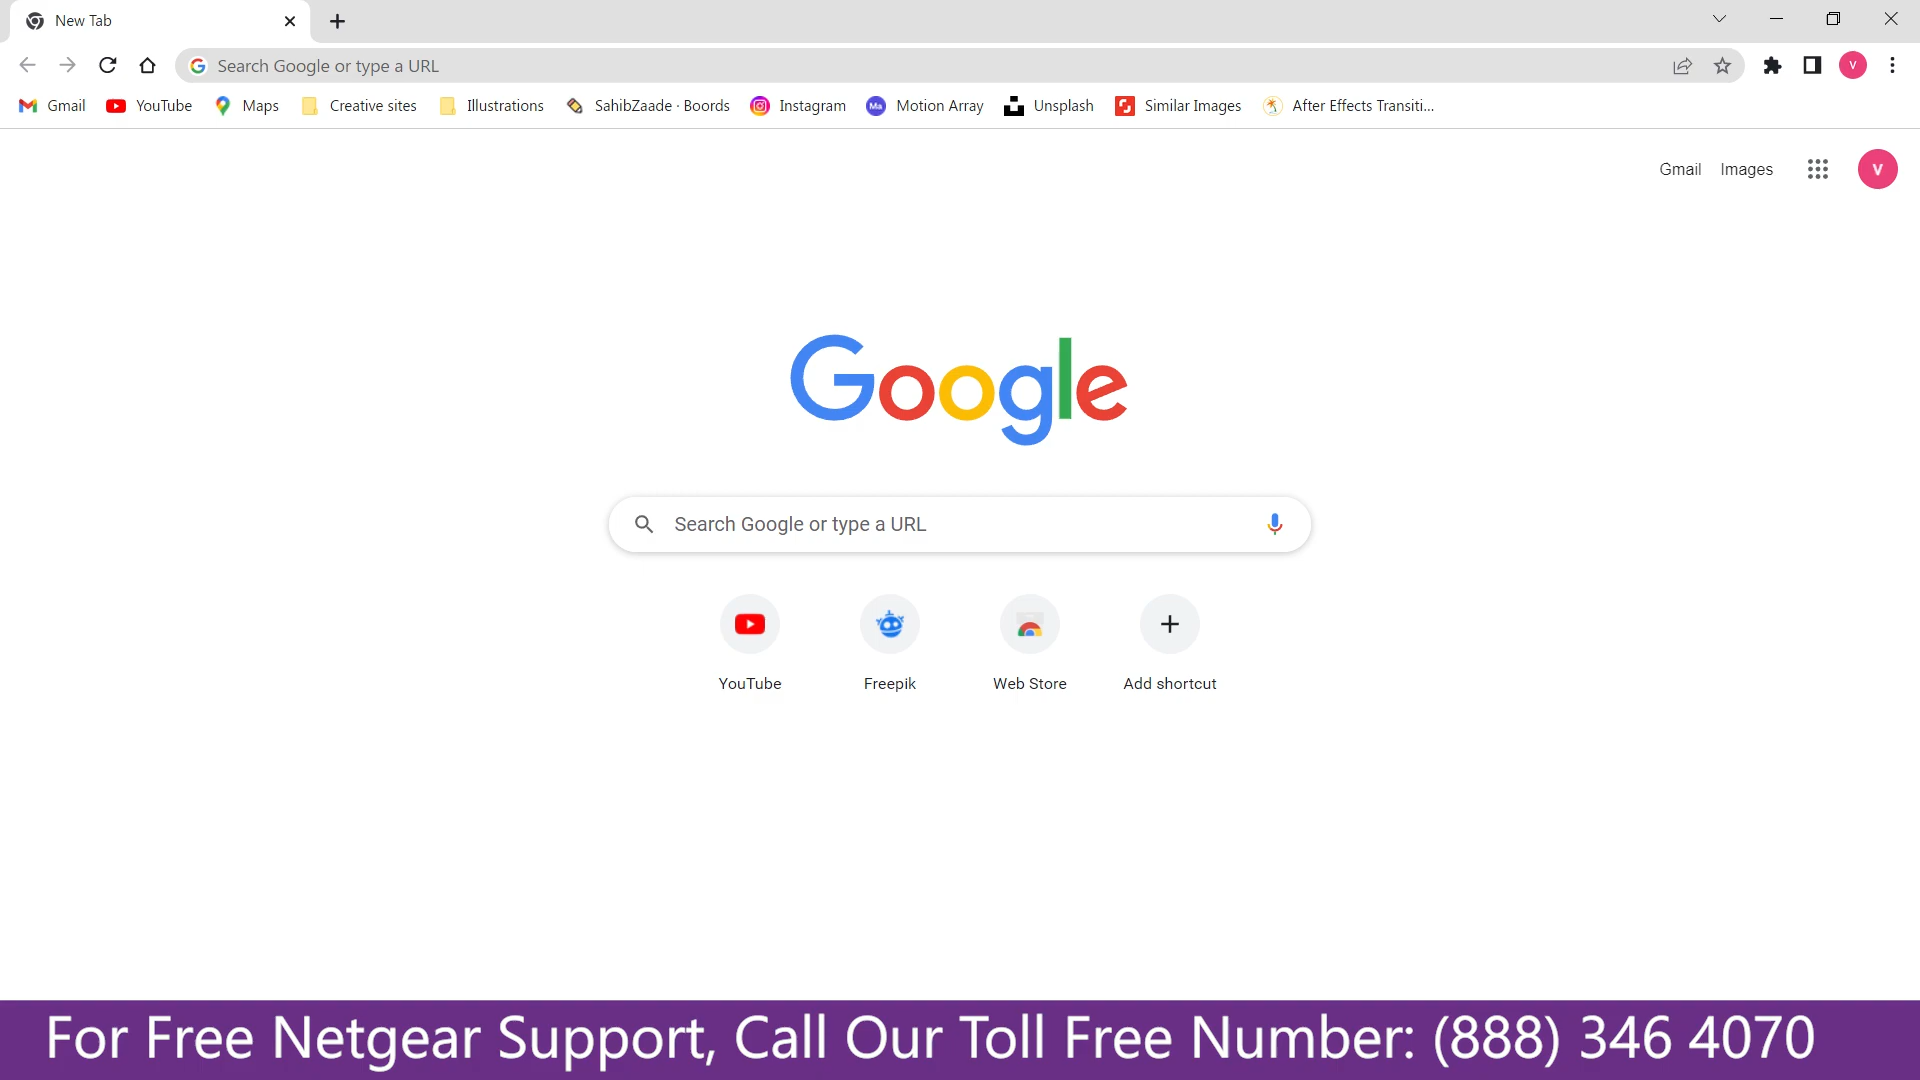 New Tab
Search Google or type a URL
V
Gmail YouTube Maps Creative sites Illustrations SahibZaade · Boords Instagram Ma Motion Array Unsplash Similar Images After Effects Transiti...
Gmail Images V
Google
Search Google or type a URL
YouTube Freepik Web Store Add shortcut
For Free Netgear Support, Call Our Toll Free Number: (888) 346 4070